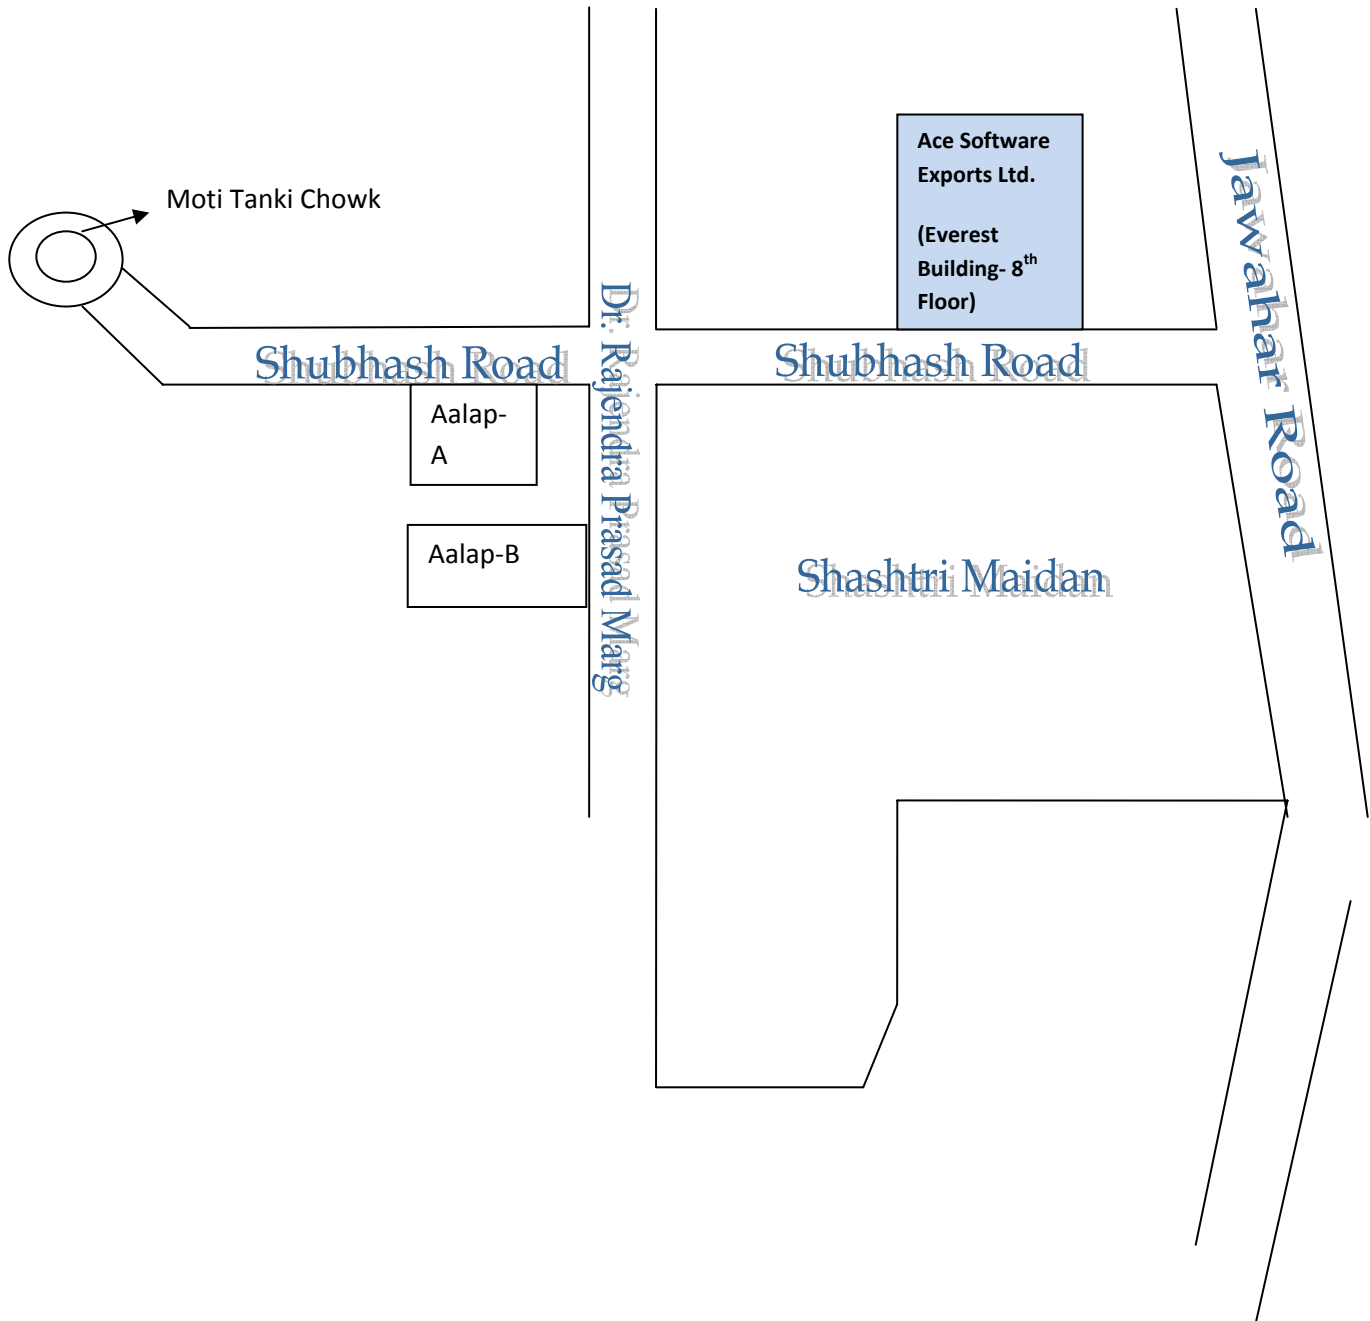 Ace Software
Exports Ltd.
(Everest
Building- 8th
Floor)
Moti Tanki Chowk
Jawahar Road
Dr. Rajendra Prasad Marg
Shubhash Road
Shubhash Road
Aalap-
A
Aalap-B
Shashtri Maidan